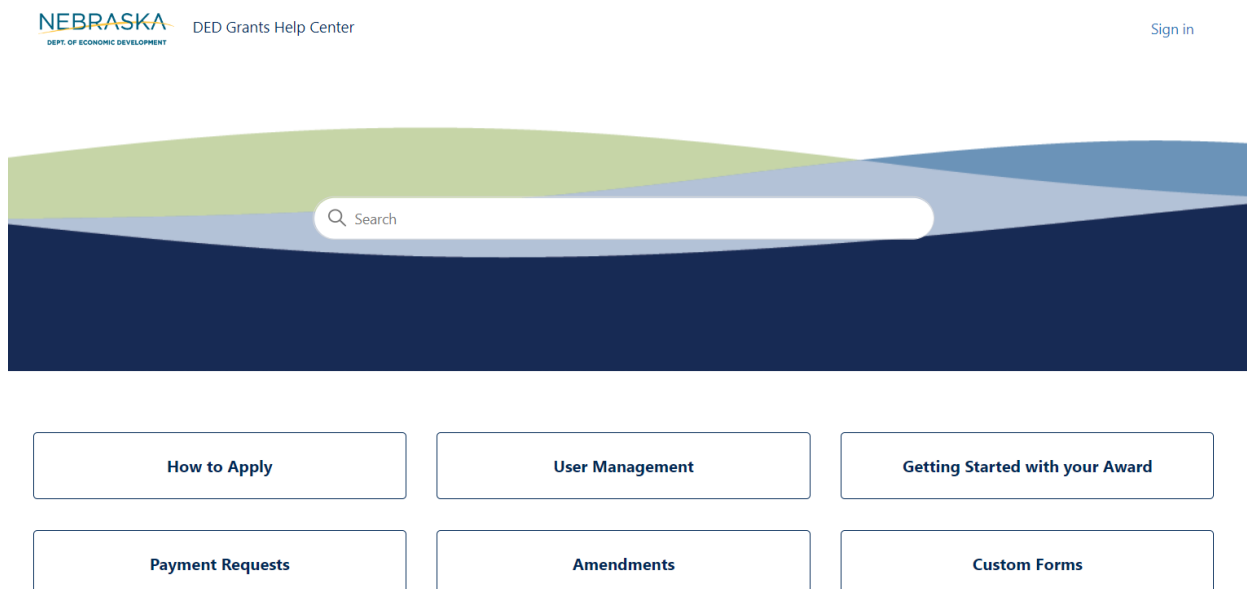 NEBRASKA
DEPT. OF ECONOMIC DEVELOPMENT
DED Grants Help Center
Sign in
Search
How to Apply
User Management
Getting Started with your Award
Payment Requests
Amendments
Custom Forms